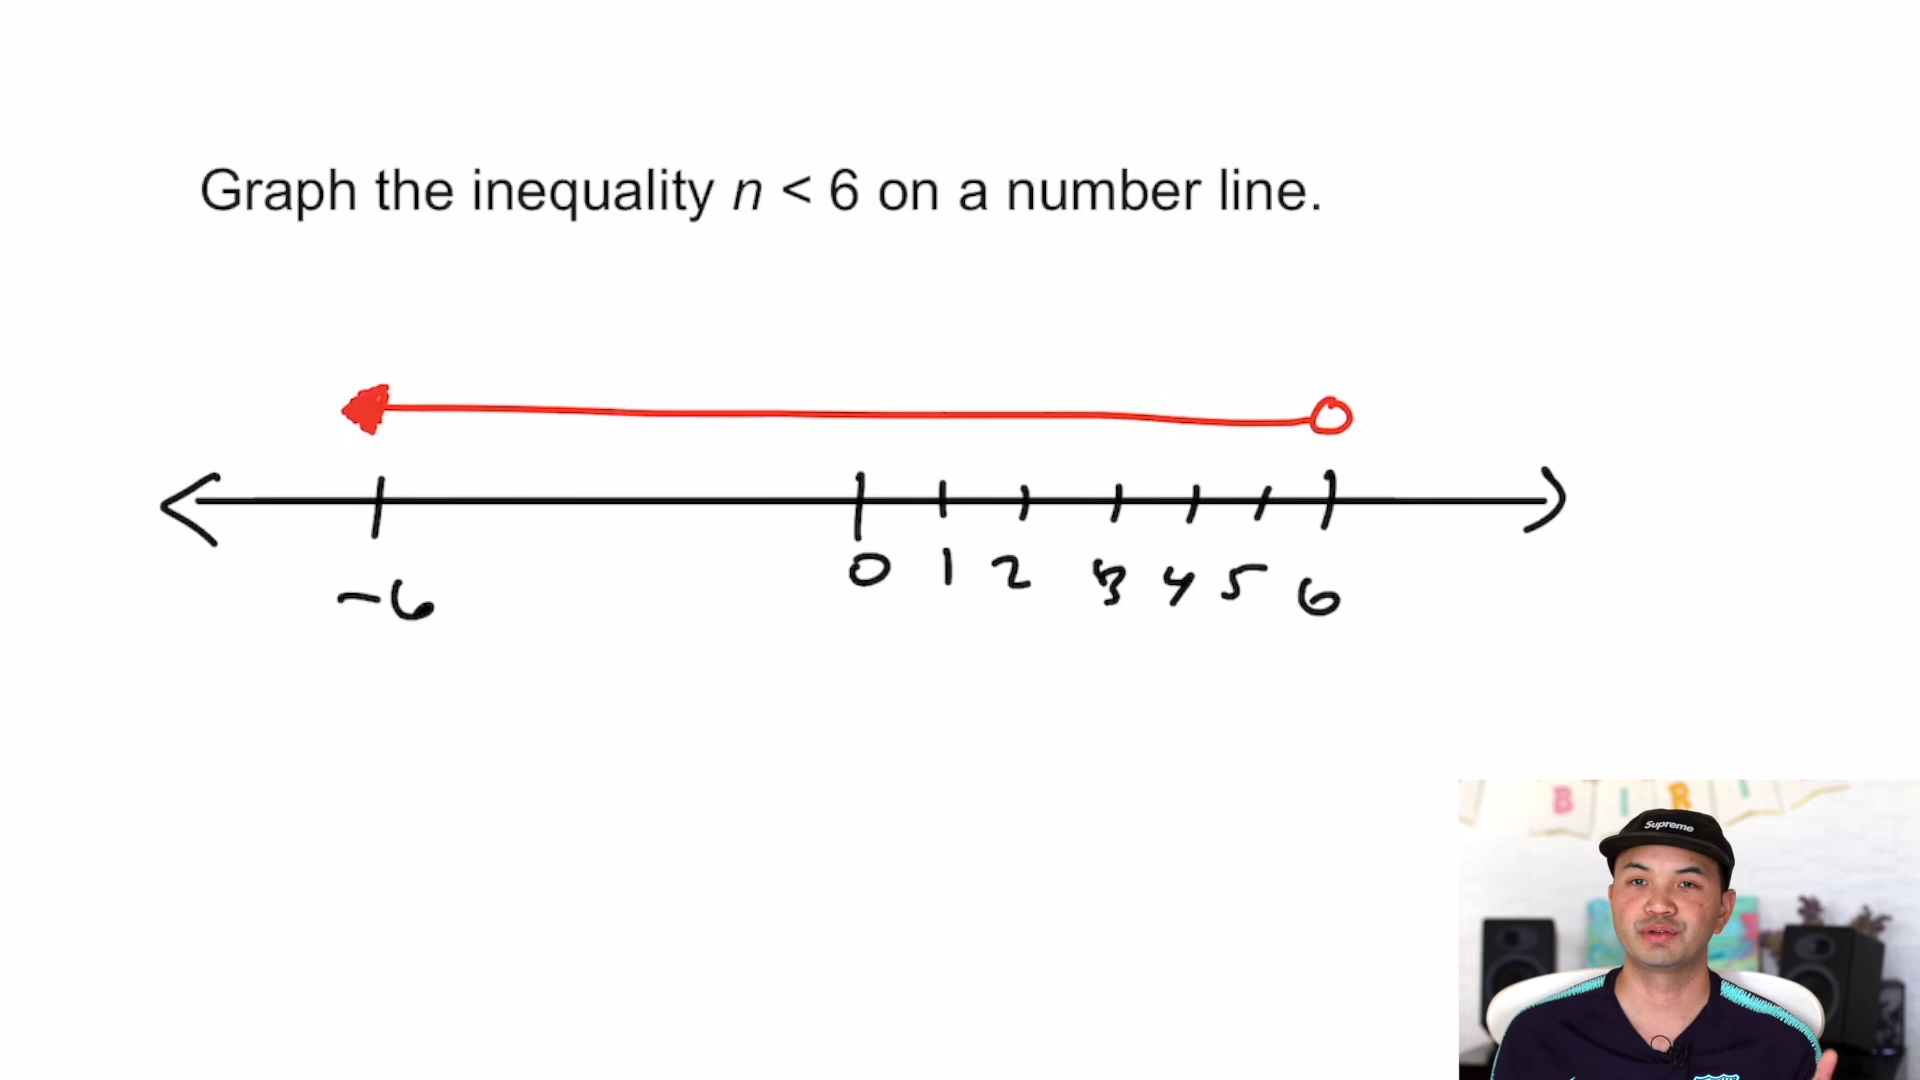 Graph the inequality n < 6 on a number line.
-6 0 1 2 3 4 5 6
B I R T
Supreme